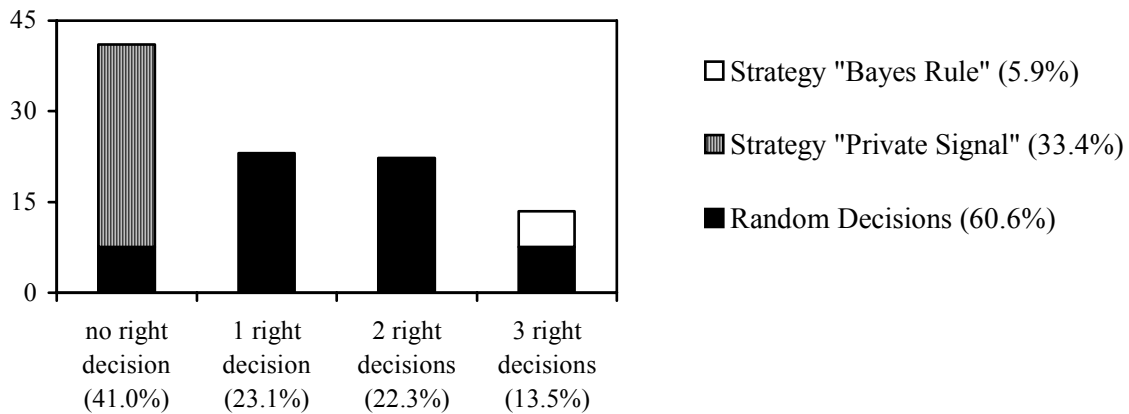 45
30
15
0
no right
decision
(41.0%)
1 right
decision
(23.1%)
2 right
decisions
(22.3%)
3 right
decisions
(13.5%)
Strategy "Bayes Rule" (5.9%)
Strategy "Private Signal" (33.4%)
Random Decisions (60.6%)